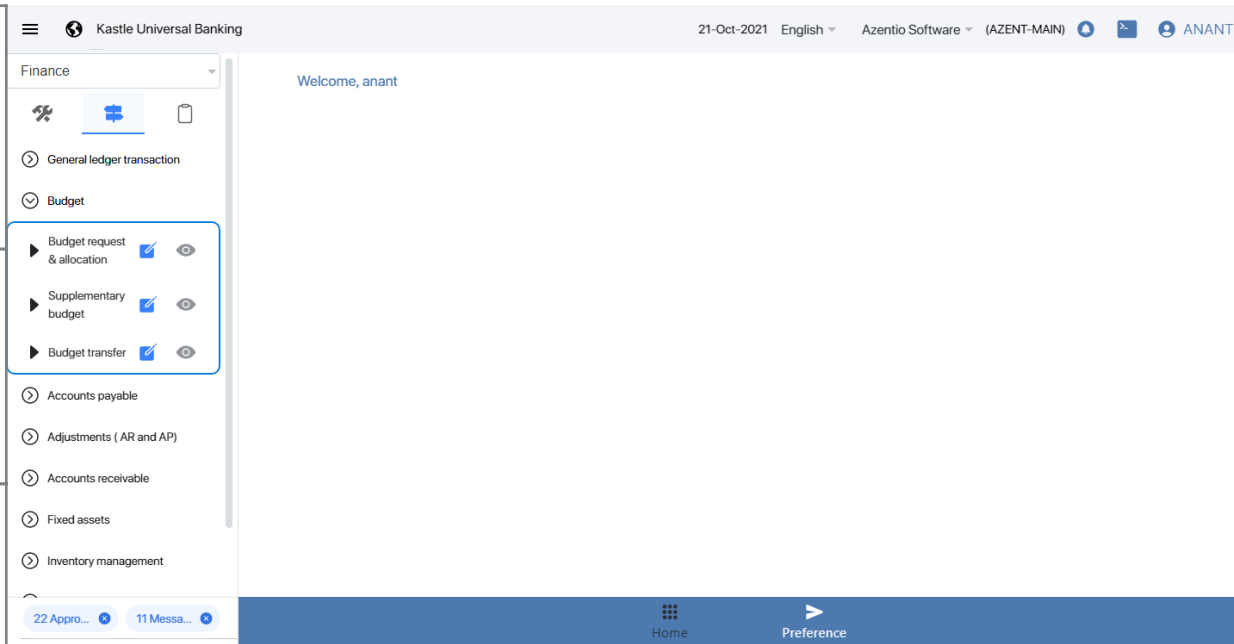 Kastle Universal Banking
21-Oct-2021 English Azentio Software (AZENT-MAIN) >_ ANANT
Finance
Welcome, anant
General ledger transaction
Budget
Budget request
& allocation
Supplementary
budget
Budget transfer
Accounts payable
Adjustments ( AR and AP)
Accounts receivable
Fixed assets
Inventory management
22 Appro... 11 Messa...
Home Preference